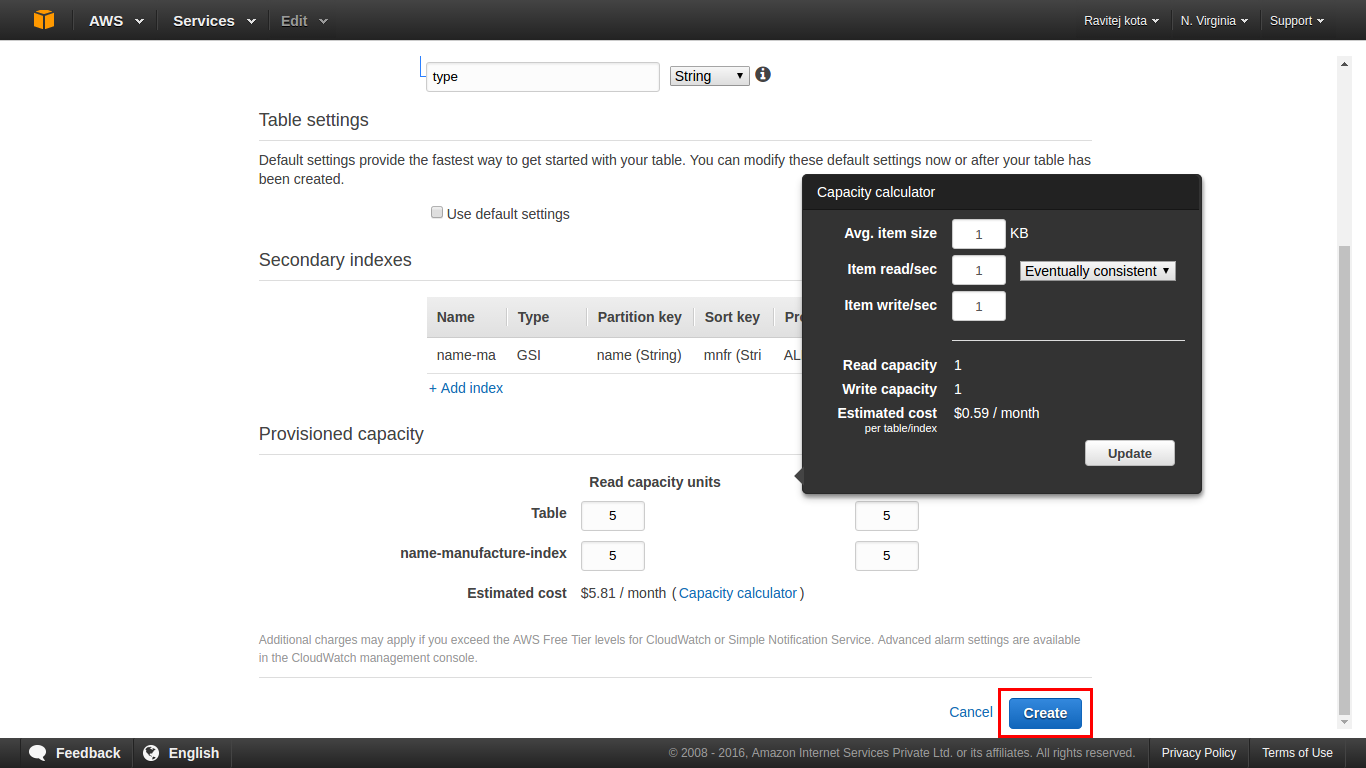 AWS Services Edit Ravitej kota N. Virginia Support
type String
Table settings
Default settings provide the fastest way to get started with your table. You can modify these default settings now or after your table has
been created.
Use default settings
Secondary indexes
Name Type Partition key Sort key Pr
name-ma GSI name (String) mnfr (Stri AL
+ Add index
Provisioned capacity
Read capacity units
Table 5 5
name-manufacture-index 5 5
Estimated cost $5.81 / month (Capacity calculator)
Capacity calculator
Avg. item size 1 KB
Item read/sec 1 Eventually consistent
Item write/sec 1
Read capacity 1
Write capacity 1
Estimated cost $0.59 / month
per table/index
Update
Additional charges may apply if you exceed the AWS Free Tier levels for CloudWatch or Simple Notification Service. Advanced alarm settings are available
in the CloudWatch management console.
Cancel Create
Feedback English © 2008 - 2016, Amazon Internet Services Private Ltd. or its affiliates. All rights reserved. Privacy Policy Terms of Use